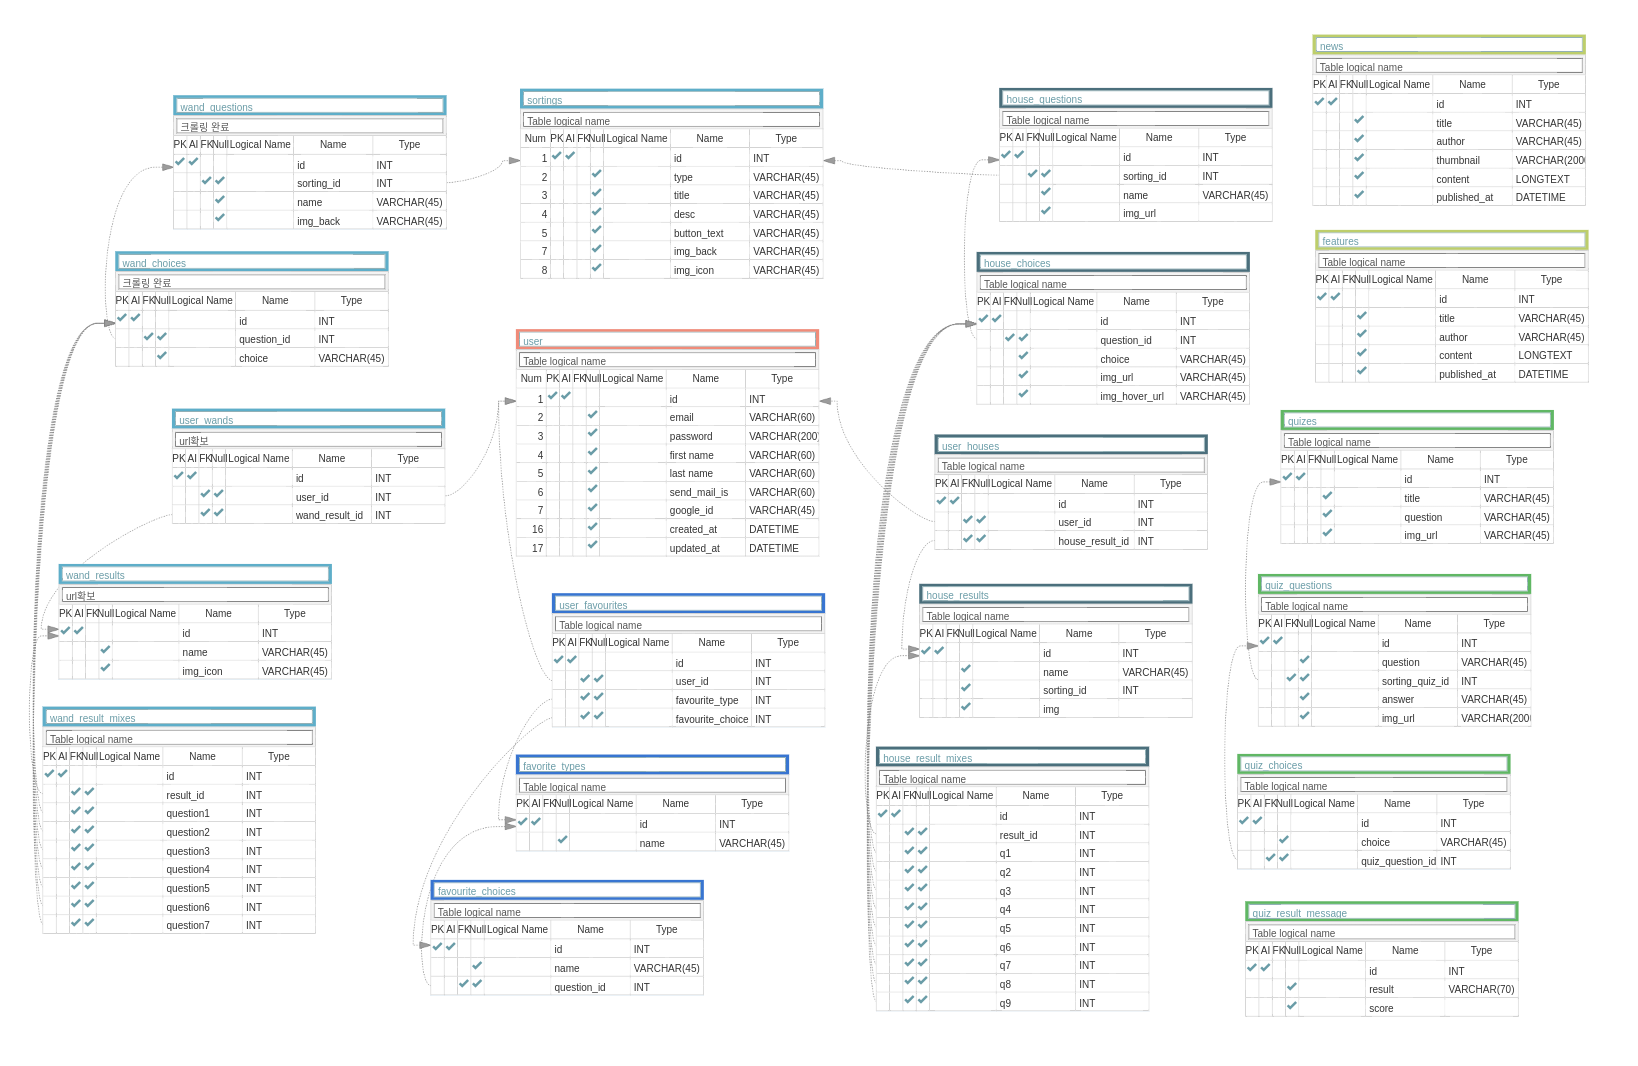 wand_questions
크롤링 완료
PK AI FK Null Logical Name Name Type
id INT
sorting_id INT
name VARCHAR(45)
img_back VARCHAR(45)
wand_choices
크롤링 완료
PK AI FK Null Logical Name Name Type
id INT
question_id INT
choice VARCHAR(45)
user_wands
url확보
PK AI FK Null Logical Name Name Type
id INT
user_id INT
wand_result_id INT
wand_results
url확보
PK AI FK Null Logical Name Name Type
id INT
name VARCHAR(45)
img_icon VARCHAR(45)
wand_result_mixes
Table logical name
PK AI FK Null Logical Name Name Type
id INT
result_id INT
question1 INT
question2 INT
question3 INT
question4 INT
question5 INT
question6 INT
question7 INT
sortings
Table logical name
Num PK AI FK Null Logical Name Name Type
1 id INT
2 type VARCHAR(45)
3 title VARCHAR(45)
4 desc VARCHAR(45)
5 button_text VARCHAR(45)
7 img_back VARCHAR(45)
8 img_icon VARCHAR(45)
user
Table logical name
Num PK AI FK Null Logical Name Name Type
1 id INT
2 email VARCHAR(60)
3 password VARCHAR(200)
4 first name VARCHAR(60)
5 last name VARCHAR(60)
6 send_mail_is VARCHAR(60)
7 google_id VARCHAR(45)
16 created_at DATETIME
17 updated_at DATETIME
user_favourites
Table logical name
PK AI FK Null Logical Name Name Type
id INT
user_id INT
favourite_type INT
favourite_choice INT
favorite_types
Table logical name
PK AI FK Null Logical Name Name Type
id INT
name VARCHAR(45)
favourite_choices
Table logical name
PK AI FK Null Logical Name Name Type
id INT
name VARCHAR(45)
question_id INT
house_questions
Table logical name
PK AI FK Null Logical Name Name Type
id INT
sorting_id INT
name VARCHAR(45)
img_url
house_choices
Table logical name
PK AI FK Null Logical Name Name Type
id INT
question_id INT
choice VARCHAR(45)
img_url VARCHAR(45)
img_hover_url VARCHAR(45)
user_houses
Table logical name
PK AI FK Null Logical Name Name Type
id INT
user_id INT
house_result_id INT
house_results
Table logical name
PK AI FK Null Logical Name Name Type
id INT
name VARCHAR(45)
sorting_id INT
img
house_result_mixes
Table logical name
PK AI FK Null Logical Name Name Type
id INT
result_id INT
q1 INT
q2 INT
q3 INT
q4 INT
q5 INT
q6 INT
q7 INT
q8 INT
q9 INT
news
Table logical name
PK AI FK Null Logical Name Name Type
id INT
title VARCHAR(45)
author VARCHAR(45)
thumbnail VARCHAR(200
content LONGTEXT
published_at DATETIME
features
Table logical name
PK AI FK Null Logical Name Name Type
id INT
title VARCHAR(45)
author VARCHAR(45)
content LONGTEXT
published_at DATETIME
quizes
Table logical name
PK AI FK Null Logical Name Name Type
id INT
title VARCHAR(45)
question VARCHAR(45)
img_url VARCHAR(45)
quiz_questions
Table logical name
PK AI FK Null Logical Name Name Type
id INT
question VARCHAR(45)
sorting_quiz_id INT
answer VARCHAR(45)
img_url VARCHAR(200
quiz_choices
Table logical name
PK AI FK Null Logical Name Name Type
id INT
choice VARCHAR(45)
quiz_question_id INT
quiz_result_message
Table logical name
PK AI FK Null Logical Name Name Type
id INT
result VARCHAR(70)
score